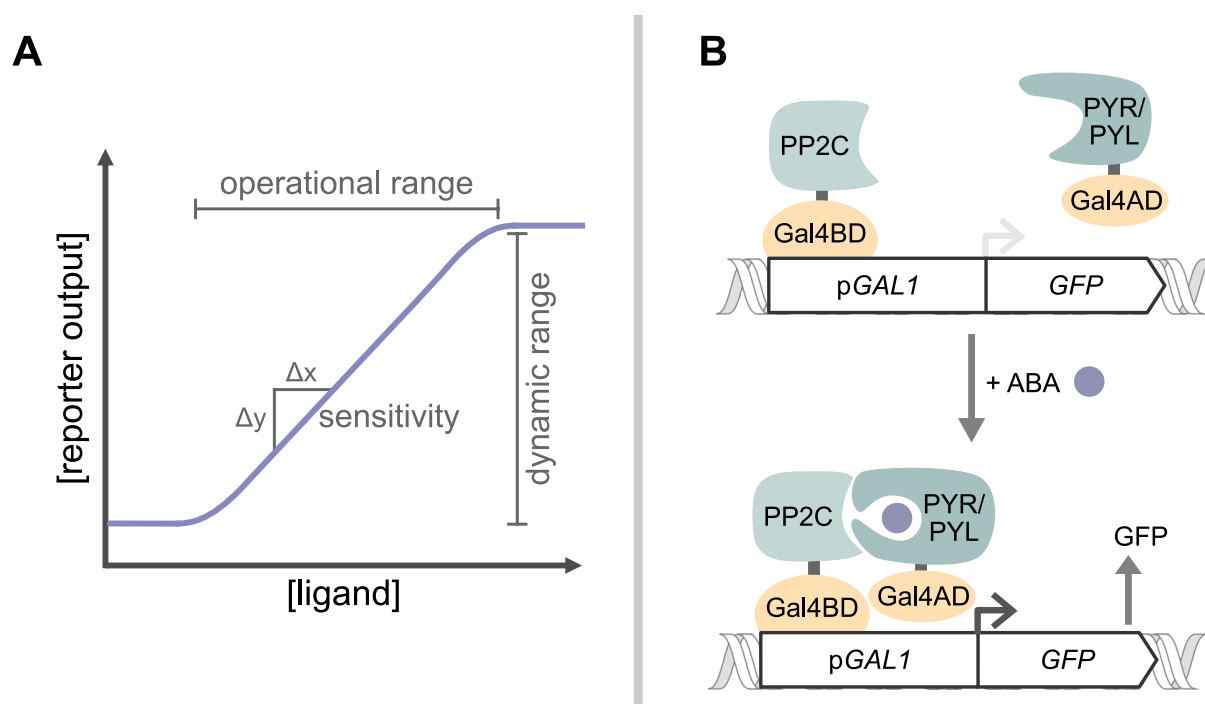 A
operational range
[reporter output]
Δx
Δy
sensitivity
dynamic range
[ligand]
B
PP2C
PYR/
PYL
Gal4BD
Gal4AD
pGAL1
GFP
+ ABA
PP2C
PYR/
PYL
Gal4BD
Gal4AD
GFP
pGAL1
GFP